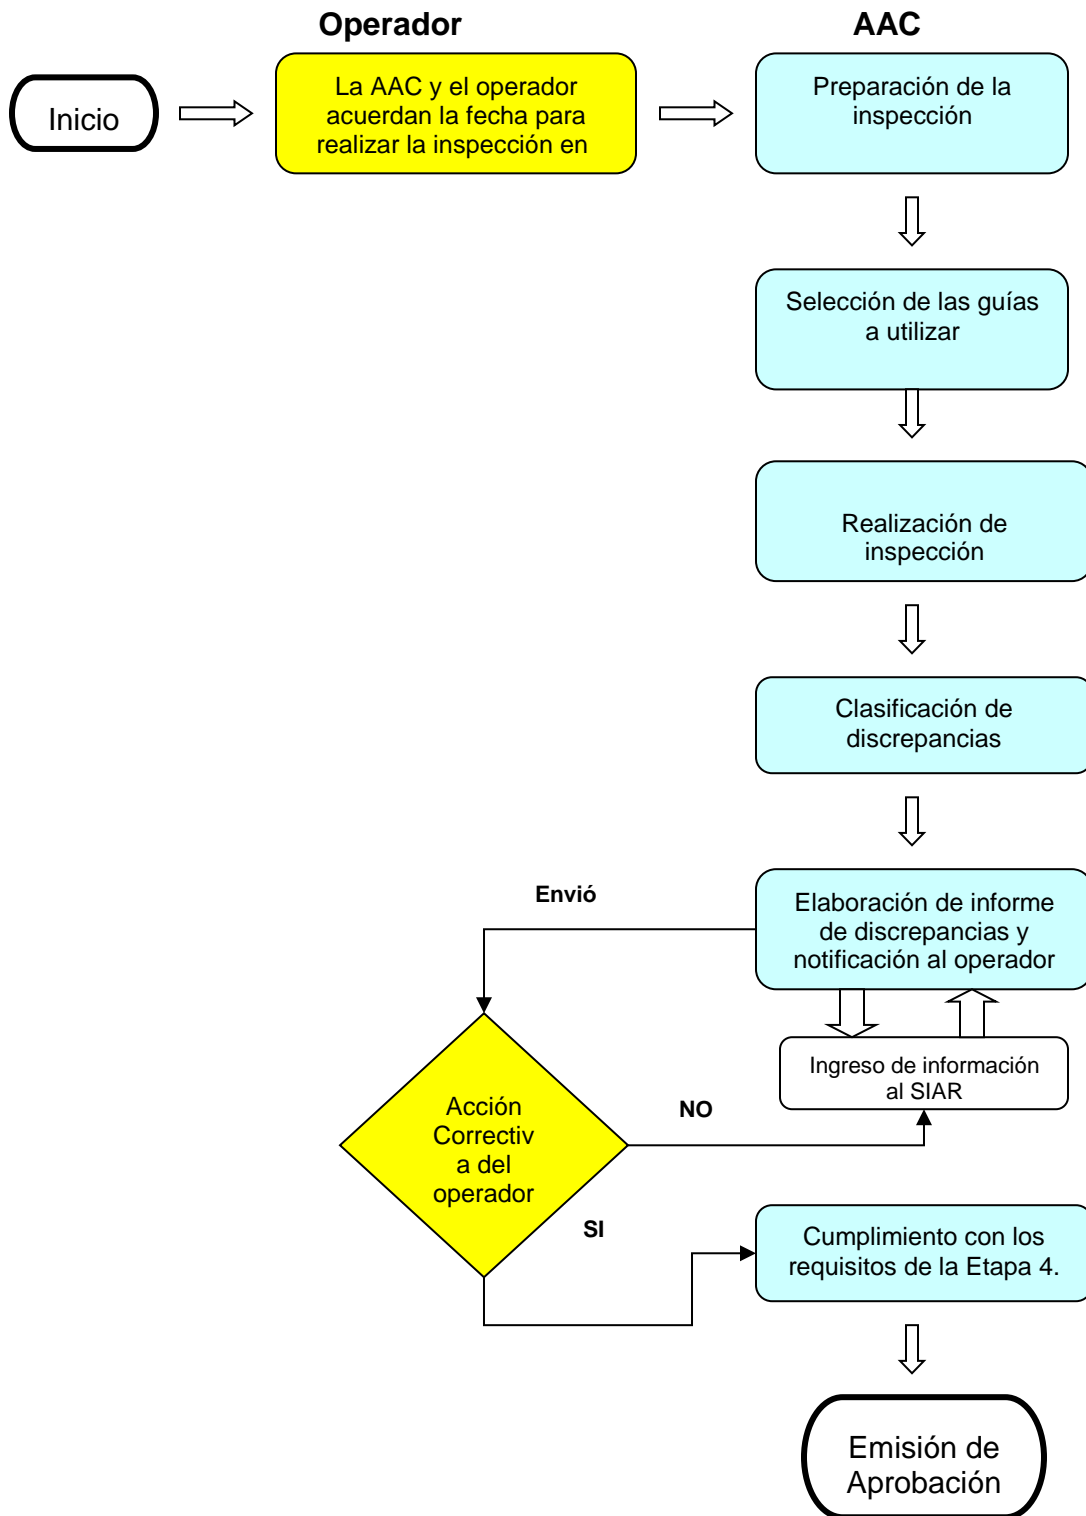 Operador
AAC
Inicio
La AAC y el operador
acuerdan la fecha para
realizar la inspección en
Preparación de la
inspección
Selección de las guías
a utilizar
Realización de
inspección
Clasificación de
discrepancias
Envió
Elaboración de informe
de discrepancias y
notificación al operador
Ingreso de información
al SIAR
Acción
Correctiv
a del
operador
NO
SI
Cumplimiento con los
requisitos de la Etapa 4.
Emisión de
Aprobación